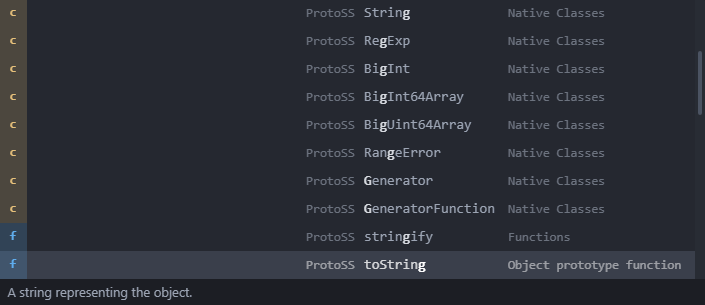 c ProtoSS String Native Classes
c ProtoSS RegExp Native Classes
c ProtoSS BigInt Native Classes
c ProtoSS BigInt64Array Native Classes
c ProtoSS BigUint64Array Native Classes
c ProtoSS RangeError Native Classes
c ProtoSS Generator Native Classes
c ProtoSS GeneratorFunction Native Classes
f ProtoSS stringify Functions
f ProtoSS toString Object prototype function
A string representing the object.